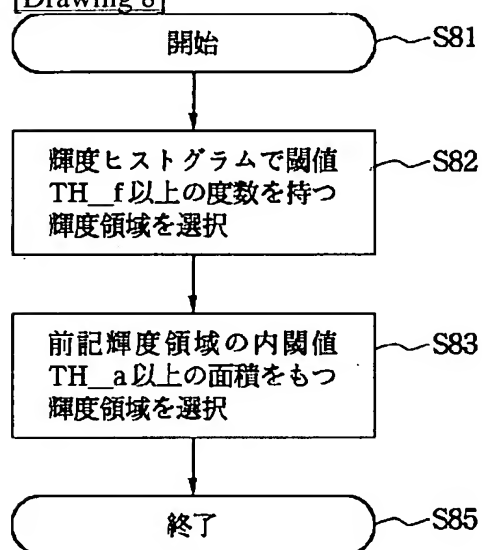 [Drawing 8]
開始
S81
輝度ヒストグラムで閾値
TH__f以上の度数を持つ
輝度領域を選択
S82
前記輝度領域の内閾値
TH__a以上の面積をもつ
輝度領域を選択
S83
終了
S85